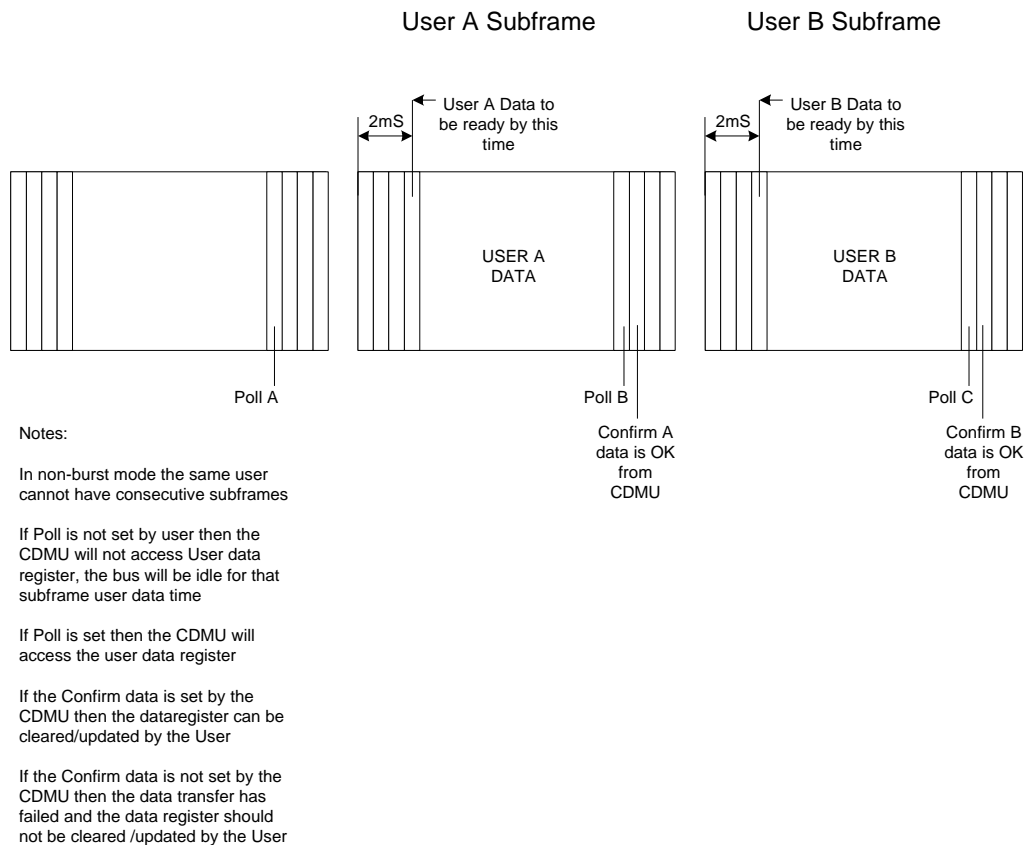 User A Subframe
User B Subframe
2mS
User A Data to
be ready by this
time
2mS
User B Data to
be ready by this
time
USER A
DATA
USER B
DATA
Poll A
Poll B
Confirm A
data is OK
from
CDMU
Poll C
Confirm B
data is OK
from
CDMU
Notes:
In non-burst mode the same user
cannot have consecutive subframes
If Poll is not set by user then the
CDMU will not access User data
register, the bus will be idle for that
subframe user data time
If Poll is set then the CDMU will
access the user data register
If the Confirm data is set by the
CDMU then the dataregister can be
cleared/updated by the User
If the Confirm data is not set by the
CDMU then the data transfer has
failed and the data register should
not be cleared /updated by the User